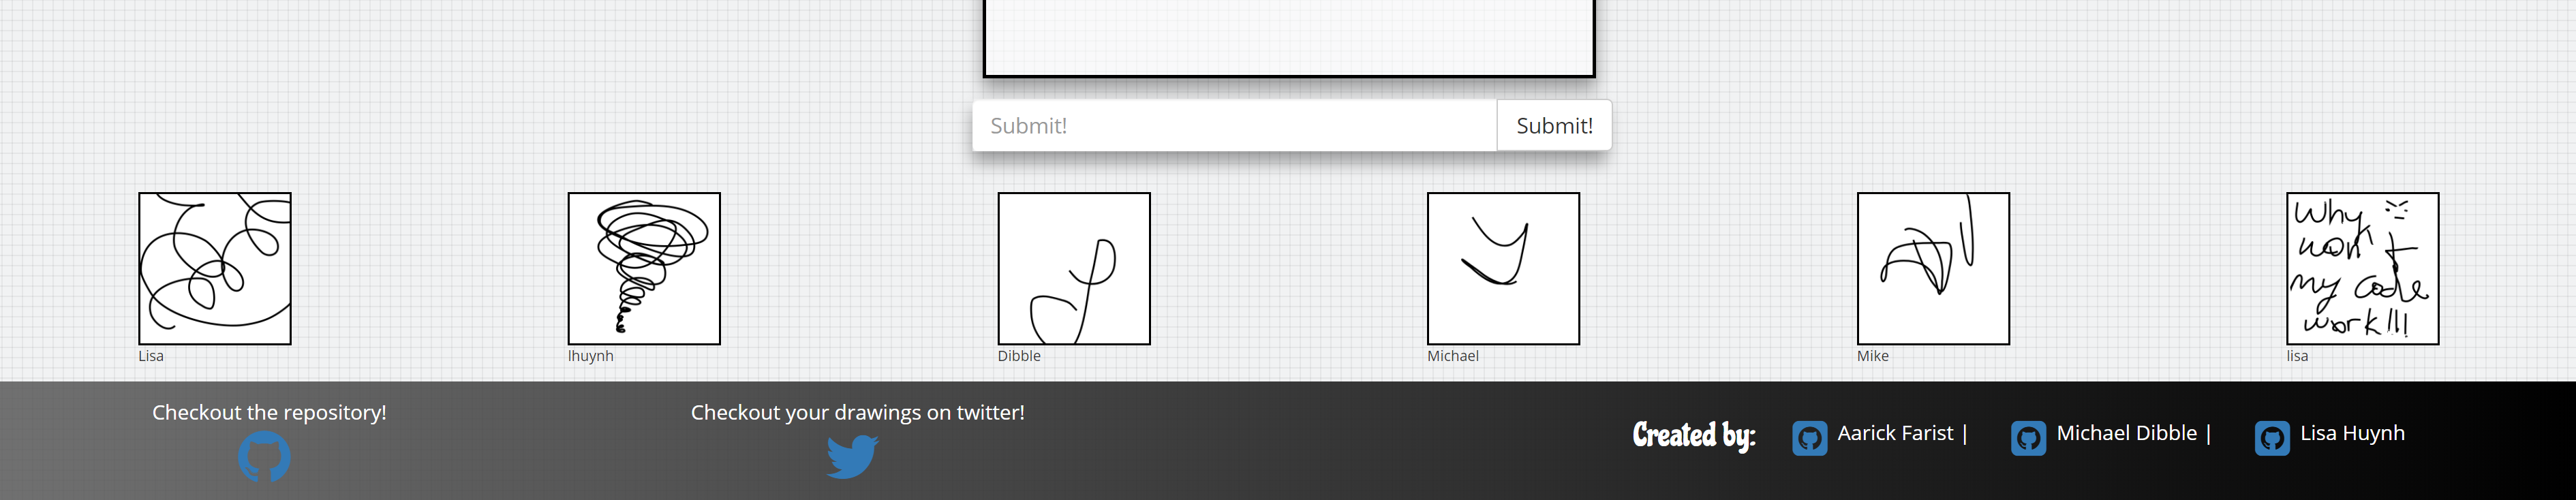 Submit! Submit!
Why
won't
my code
work!!!
Lisa
lhuynh
Dibble
Michael
Mike
lisa
Checkout the repository!
Checkout your drawings on twitter!
Created by:
Aarick Farist |
Michael Dibble |
Lisa Huynh